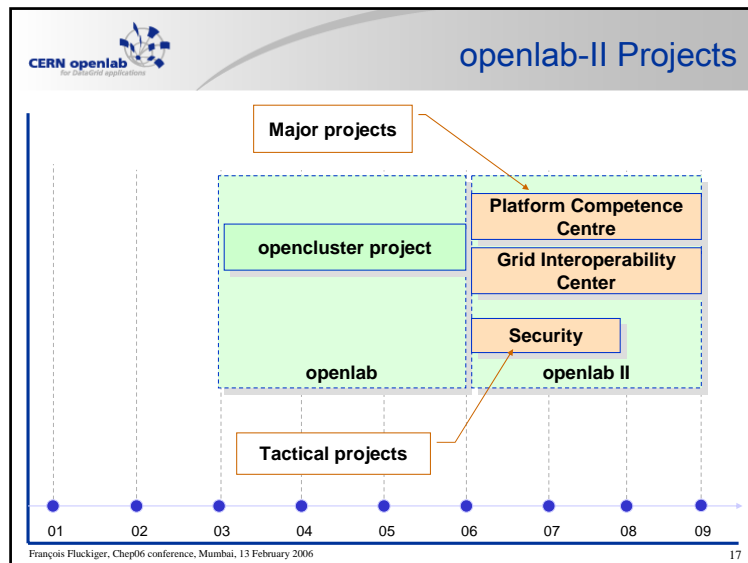 CERN openlab
for DataGrid applications
openlab-II Projects
Major projects
Platform Competence
Centre
opencluster project
Grid Interoperability
Center
Security
openlab
openlab II
Tactical projects
01 02 03 04 05 06 07 08 09
François Fluckiger, Chep06 conference, Mumbai, 13 February 2006
17